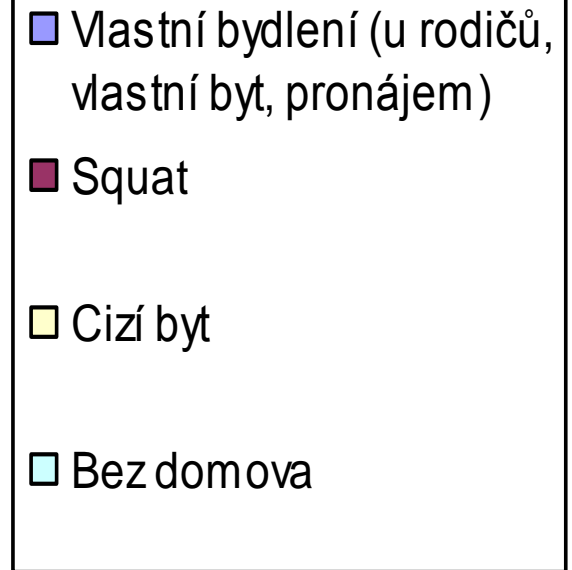 Vlastní bydlení (u rodičů,
vlastní byt, pronájem)
Squat
Cizí byt
Bez domova